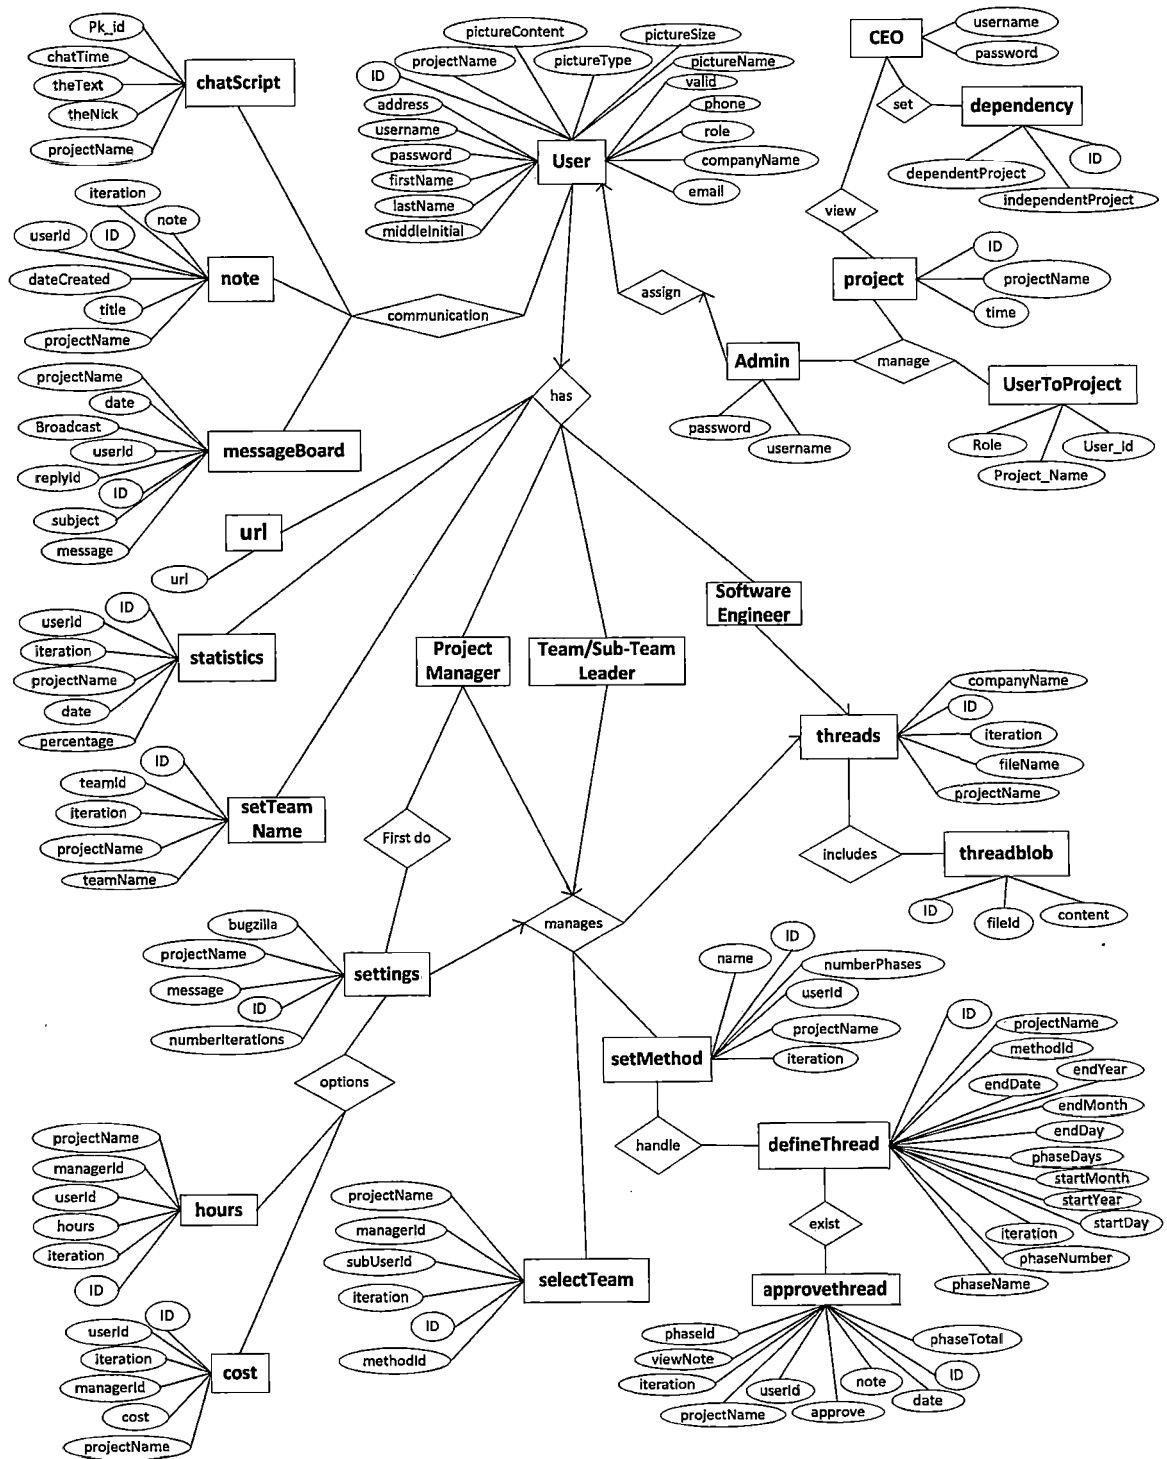 Pk_id
chatTime
theText
theNick
projectName
chatScript
iteration
note
userId
ID
dateCreated
title
projectName
note
projectName
date
Broadcast
userId
replyId
ID
subject
message
messageBoard
communication
pictureContent
pictureSize
projectName
pictureType
pictureName
ID
valid
address
phone
username
role
password
companyName
firstName
email
lastName
middleInitial
User
CEO
username
password
set
dependency
dependentProject
ID
independentProject
view
project
ID
projectName
time
assign
Admin
manage
password
username
UserToProject
Role
User_id
Project_Name
has
url
url
ID
userId
iteration
projectName
date
percentage
statistics
ID
teamId
iteration
projectName
teamName
setTeam
Name
Project
Manager
Team/Sub-Team
Leader
Software
Engineer
threads
companyName
ID
iteration
fileName
projectName
includes
threadblob
ID
fileId
content
First do
manages
bugzilla
projectName
message
ID
numberIterations
settings
options
name
ID
numberPhases
userId
projectName
iteration
setMethod
handle
defineThread
ID
projectName
methodId
endYear
endDate
endMonth
endDay
phaseDays
startMonth
startYear
startDay
iteration
phaseNumber
phaseName
exist
approvethread
phaseId
viewNote
iteration
projectName
userId
approve
note
date
ID
phaseTotal
projectName
managerId
userId
hours
iteration
ID
hours
ID
userId
iteration
managerId
cost
projectName
cost
projectName
managerId
subUserId
iteration
ID
methodId
selectTeam